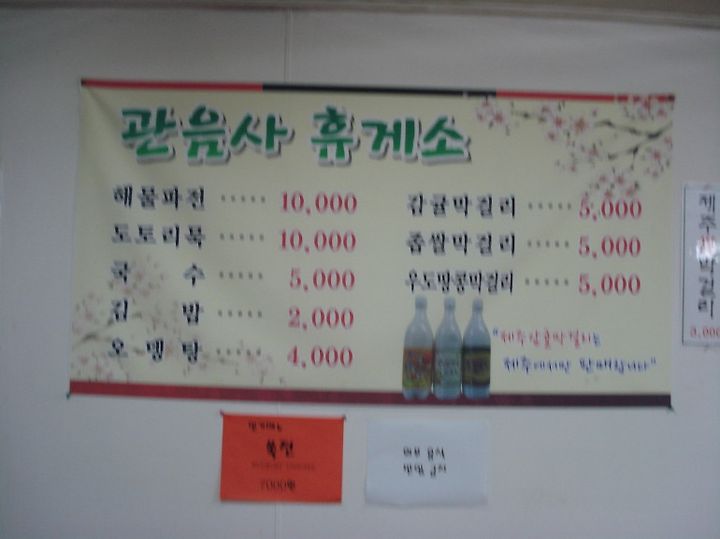 관음사 휴게소
해물파전 ····· 10,000
도토리묵 ····· 10,000
국 수 ····· 5,000
김 밥 ····· 2,000
오 뎅 탕 ····· 4,000
감귤막걸리 ····· 5,000
좁쌀막걸리 ····· 5,000
우도땅콩막걸리 ····· 5,000
"제주감귤막걸리는
제주에서만 판매합니다"
제주막걸리
3,000
쑥전
7000원